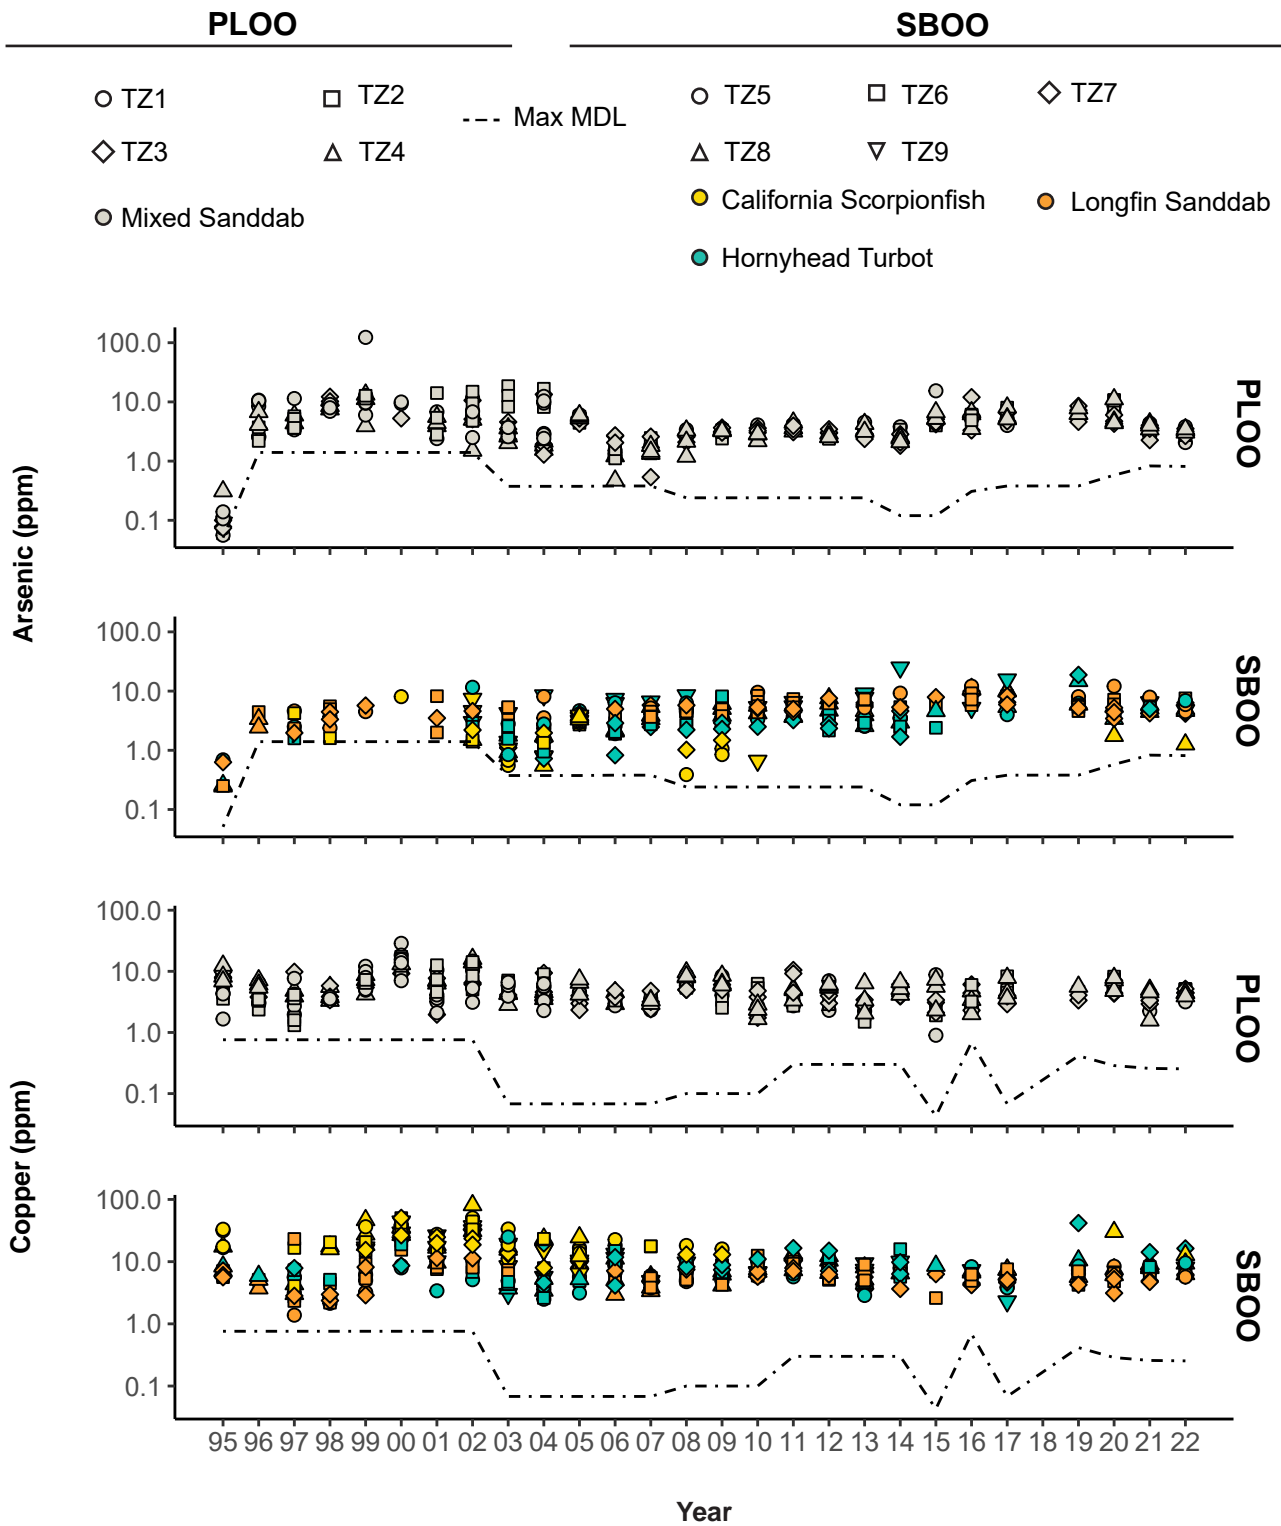 PLOO SBOO
TZ1 TZ2 Max MDL TZ5 TZ6 TZ7
TZ3 TZ4 TZ8 TZ9
Mixed Sanddab California Scorpionfish Longfin Sanddab
Hornyhead Turbot
Arsenic (ppm)
100.0
10.0
1.0
0.1
PLOO
100.0
10.0
1.0
0.1
SBOO
Copper (ppm)
100.0
10.0
1.0
0.1
PLOO
100.0
10.0
1.0
0.1
SBOO
95 96 97 98 99 00 01 02 03 04 05 06 07 08 09 10 11 12 13 14 15 16 17 18 19 20 21 22
Year